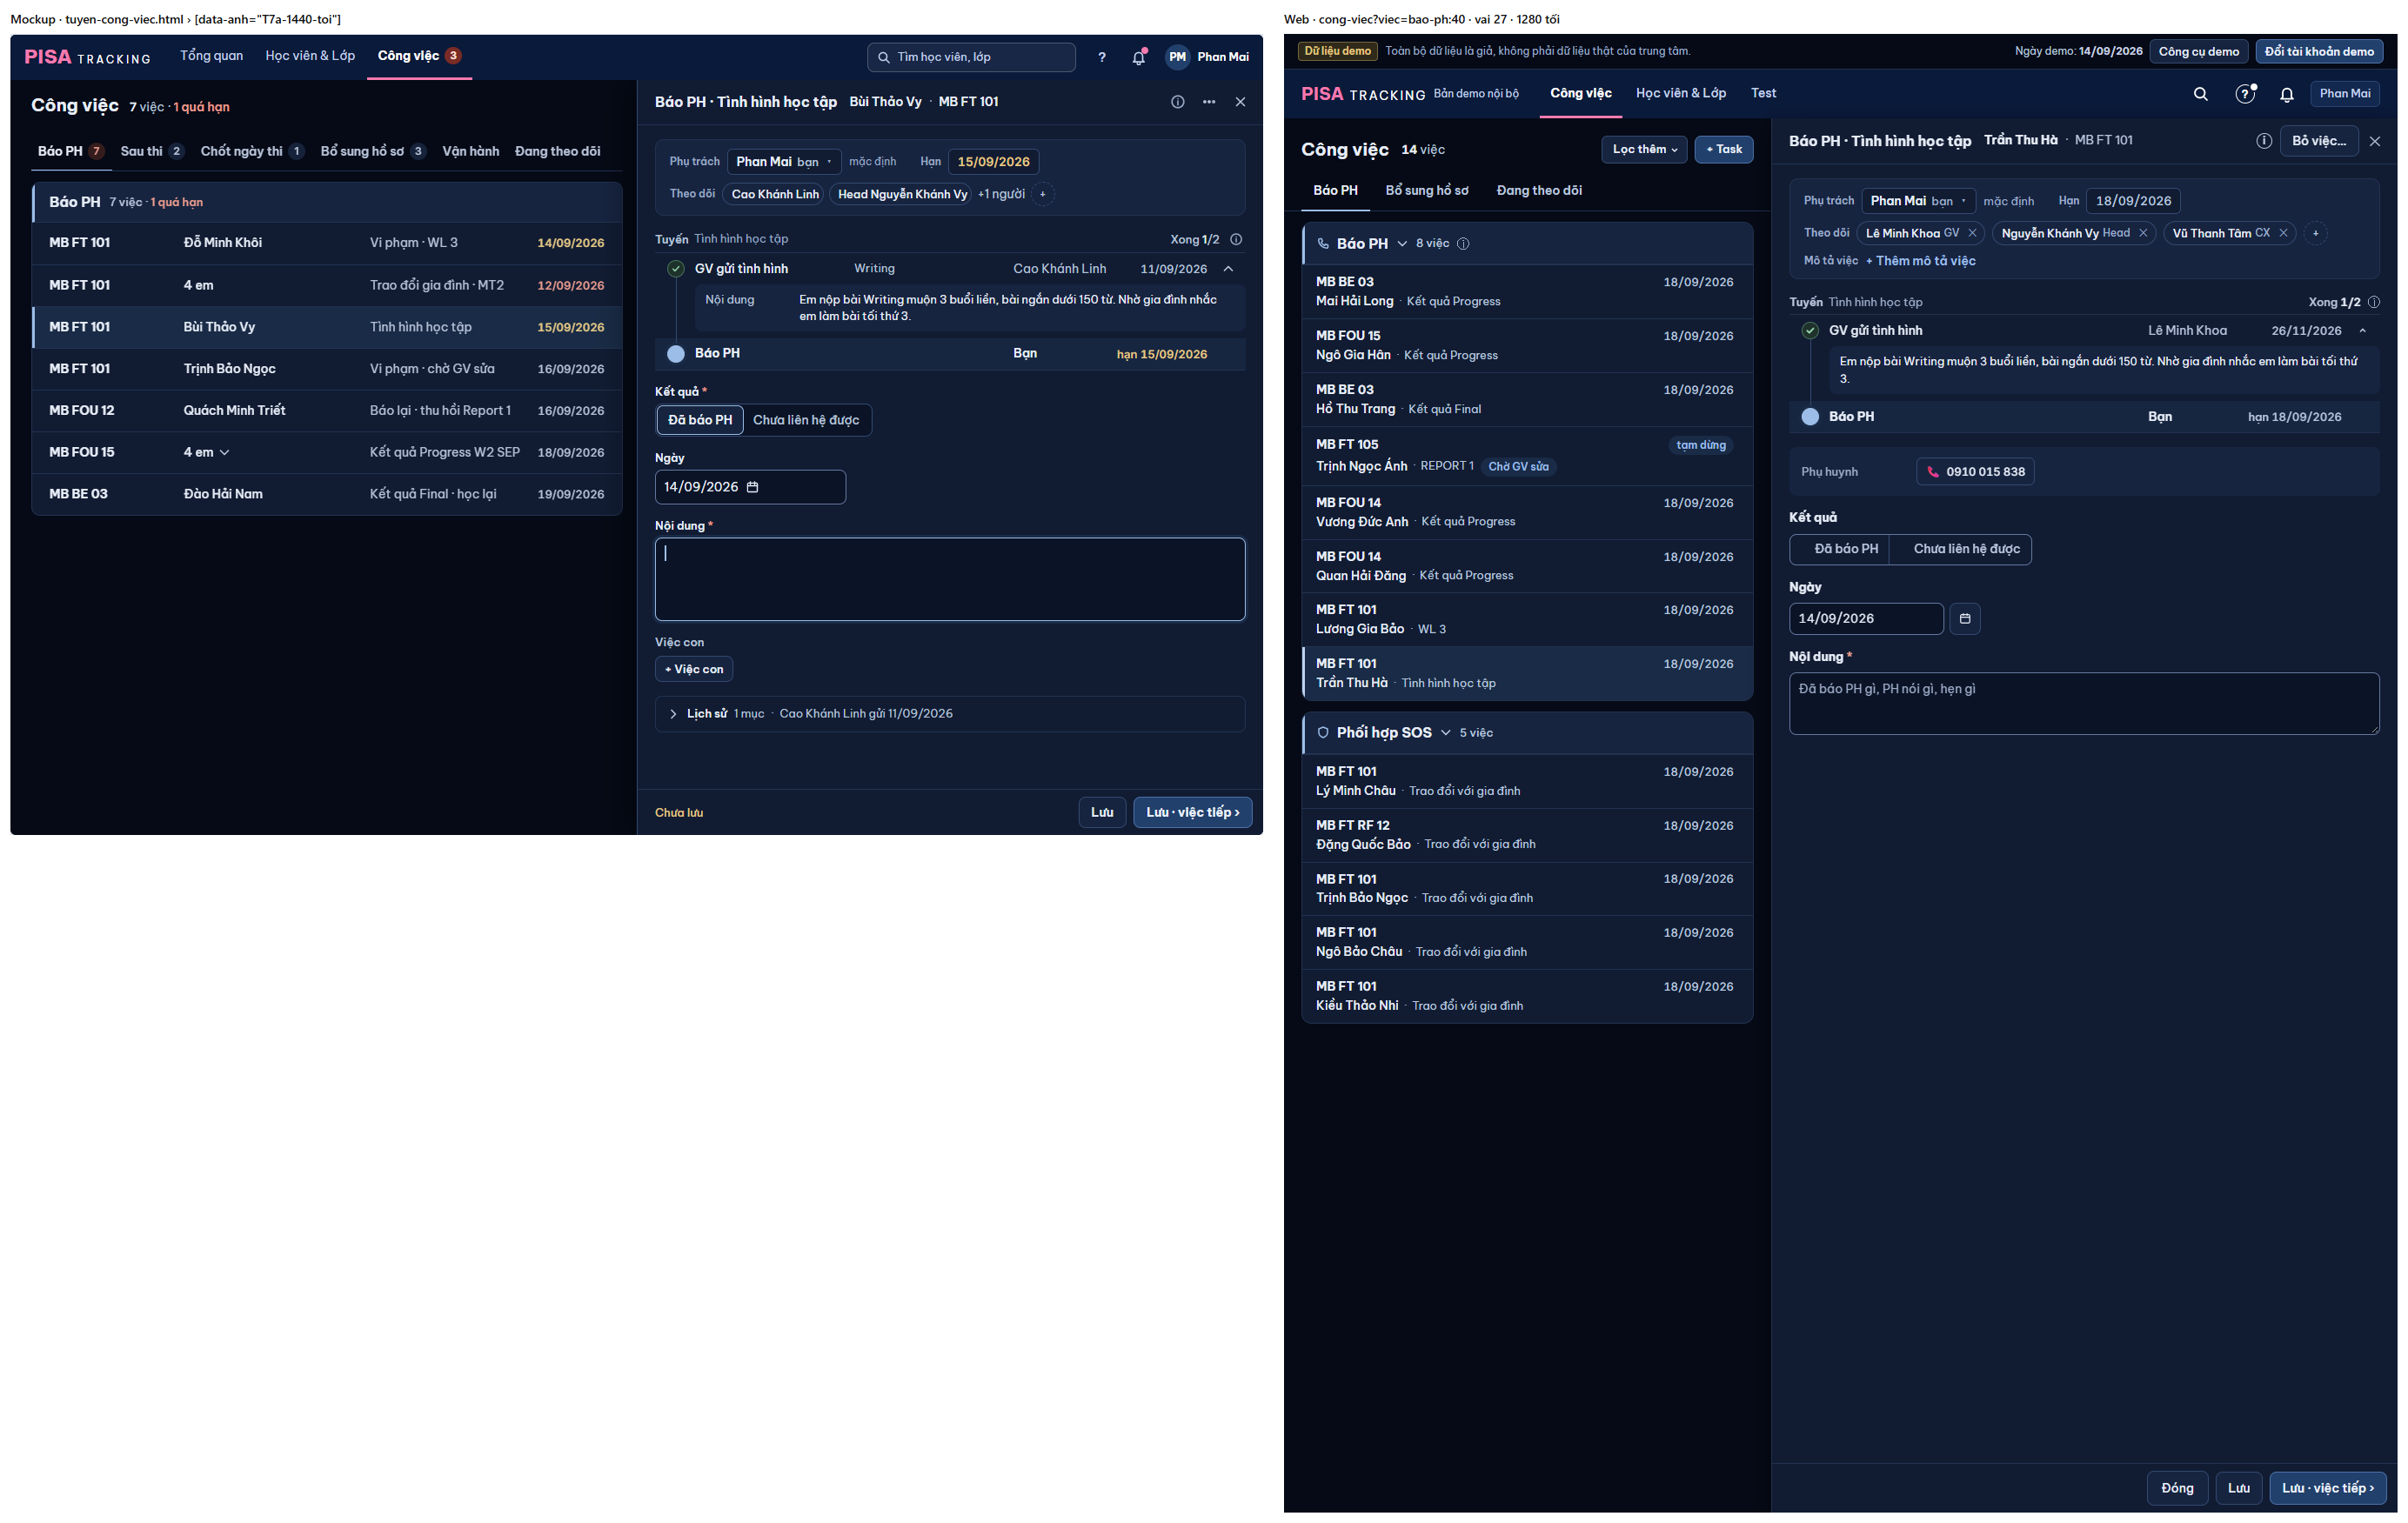 Mockup · tuyen-cong-viec.html › [data-anh="T7a-1440-toi"]
PISA TRACKING Tổng quan Học viên & Lớp Công việc 3 Tìm học viên, lớp ? PM Phan Mai
Công việc 7 việc · 1 quá hạn
Báo PH 7 Sau thi 2 Chốt ngày thi 1 Bổ sung hồ sơ 3 Vận hành Đang theo dõi
Báo PH 7 việc · 1 quá hạn
MB FT 101 Đỗ Minh Khôi Vi phạm · WL 3 14/09/2026
MB FT 101 4 em Trao đổi gia đình · MT2 12/09/2026
MB FT 101 Bùi Thảo Vy Tình hình học tập 15/09/2026
MB FT 101 Trịnh Bảo Ngọc Vi phạm · chờ GV sửa 16/09/2026
MB FOU 12 Quách Minh Triết Báo lại · thu hồi Report 1 16/09/2026
MB FOU 15 4 em Kết quả Progress W2 SEP 18/09/2026
MB BE 03 Đào Hải Nam Kết quả Final · học lại 19/09/2026
Báo PH · Tình hình học tập Bùi Thảo Vy · MB FT 101
Phụ trách Phan Mai bạn mặc định Hạn 15/09/2026
Theo dõi Cao Khánh Linh Head Nguyễn Khánh Vy +1 người +
Tuyến Tình hình học tập Xong 1/2
GV gửi tình hình Writing Cao Khánh Linh 11/09/2026
Nội dung Em nộp bài Writing muộn 3 buổi liền, bài ngắn dưới 150 từ. Nhờ gia đình nhắc
em làm bài tối thứ 3.
Báo PH Bạn hạn 15/09/2026
Kết quả *
Đã báo PH Chưa liên hệ được
Ngày
14/09/2026
Nội dung *
Việc con
+ Việc con
Lịch sử 1 mục · Cao Khánh Linh gửi 11/09/2026
Chưa lưu Lưu Lưu · việc tiếp ›
Web · cong-viec?viec=bao-ph:40 · vai 27 · 1280 tối
Dữ liệu demo Toàn bộ dữ liệu là giả, không phải dữ liệu thật của trung tâm. Ngày demo: 14/09/2026 Công cụ demo Đổi tài khoản demo
PISA TRACKING Bản demo nội bộ Công việc Học viên & Lớp Test ? Phan Mai
Công việc 14 việc Lọc thêm + Task
Báo PH Bổ sung hồ sơ Đang theo dõi
Báo PH 8 việc
MB BE 03 18/09/2026
Mai Hải Long · Kết quả Progress
MB FOU 15 18/09/2026
Ngô Gia Hân · Kết quả Progress
MB BE 03 18/09/2026
Hồ Thu Trang · Kết quả Final
MB FT 105 tạm dừng
Trịnh Ngọc Ánh · REPORT 1 Chờ GV sửa
MB FOU 14 18/09/2026
Vương Đức Anh · Kết quả Progress
MB FOU 14 18/09/2026
Quan Hải Đăng · Kết quả Progress
MB FT 101 18/09/2026
Lương Gia Bảo · WL 3
MB FT 101 18/09/2026
Trần Thu Hà · Tình hình học tập
Phối hợp SOS 5 việc
MB FT 101 18/09/2026
Lý Minh Châu · Trao đổi với gia đình
MB FT RF 12 18/09/2026
Đặng Quốc Bảo · Trao đổi với gia đình
MB FT 101 18/09/2026
Trịnh Bảo Ngọc · Trao đổi với gia đình
MB FT 101 18/09/2026
Ngô Bảo Châu · Trao đổi với gia đình
MB FT 101 18/09/2026
Kiều Thảo Nhi · Trao đổi với gia đình
Báo PH · Tình hình học tập Trần Thu Hà · MB FT 101 Bỏ việc...
Phụ trách Phan Mai bạn mặc định Hạn 18/09/2026
Theo dõi Lê Minh Khoa GV Nguyễn Khánh Vy Head Vũ Thanh Tâm CX +
Mô tả việc + Thêm mô tả việc
Tuyến Tình hình học tập Xong 1/2
GV gửi tình hình Lê Minh Khoa 26/11/2026
Em nộp bài Writing muộn 3 buổi liền, bài ngắn dưới 150 từ. Nhờ gia đình nhắc em làm bài tối thứ
3.
Báo PH Bạn hạn 18/09/2026
Phụ huynh 0910 015 838
Kết quả
Đã báo PH Chưa liên hệ được
Ngày
14/09/2026
Nội dung *
Đã báo PH gì, PH nói gì, hẹn gì
Đóng Lưu Lưu · việc tiếp ›